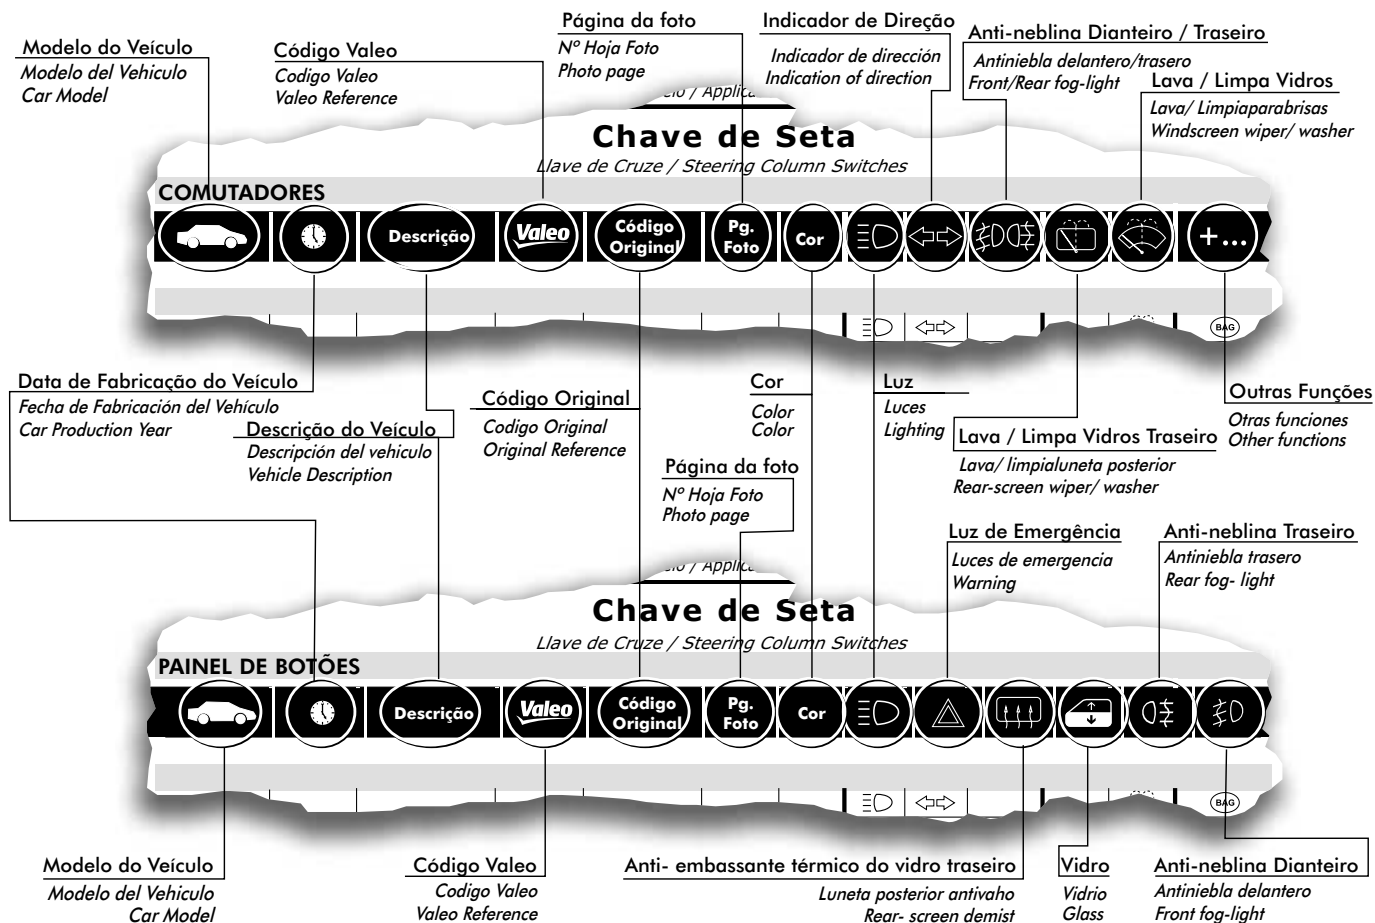 Modelo do Veículo
Modelo del Vehiculo
Car Model
Código Valeo
Codigo Valeo
Valeo Reference
Página da foto
Nº Hoja Foto
Photo page
Indicador de Direção
Indicador de dirección
Indication of direction
Anti-neblina Dianteiro / Traseiro
Antiniebla delantero/trasero
Front/Rear fog-light
Lava / Limpa Vidros
Lava/ Limpiaparabrisas
Windscreen wiper/ washer
Chave de Seta
Llave de Cruze / Steering Column Switches
COMUTADORES
Descrição
Valeo
Código
Original
Pg.
Foto
Cor
+...
BAG
Data de Fabricação do Veículo
Fecha de Fabricación del Vehículo
Car Production Year
Descrição do Veículo
Descripción del vehiculo
Vehicle Description
Código Original
Codigo Original
Original Reference
Cor
Color
Color
Página da foto
Nº Hoja Foto
Photo page
Luz
Luces
Lighting
Lava / Limpa Vidros Traseiro
Lava/ limpialuneta posterior
Rear-screen wiper/ washer
Outras Funções
Otras funciones
Other functions
Luz de Emergência
Luces de emergencia
Warning
Anti-neblina Traseiro
Antiniebla trasero
Rear fog- light
Chave de Seta
Llave de Cruze / Steering Column Switches
PAINEL DE BOTÕES
Descrição
Valeo
Código
Original
Pg.
Foto
Cor
BAG
Modelo do Veículo
Modelo del Vehiculo
Car Model
Código Valeo
Codigo Valeo
Valeo Reference
Anti- embassante térmico do vidro traseiro
Luneta posterior antivaho
Rear- screen demist
Vidro
Vidrio
Glass
Anti-neblina Dianteiro
Antiniebla delantero
Front fog-light